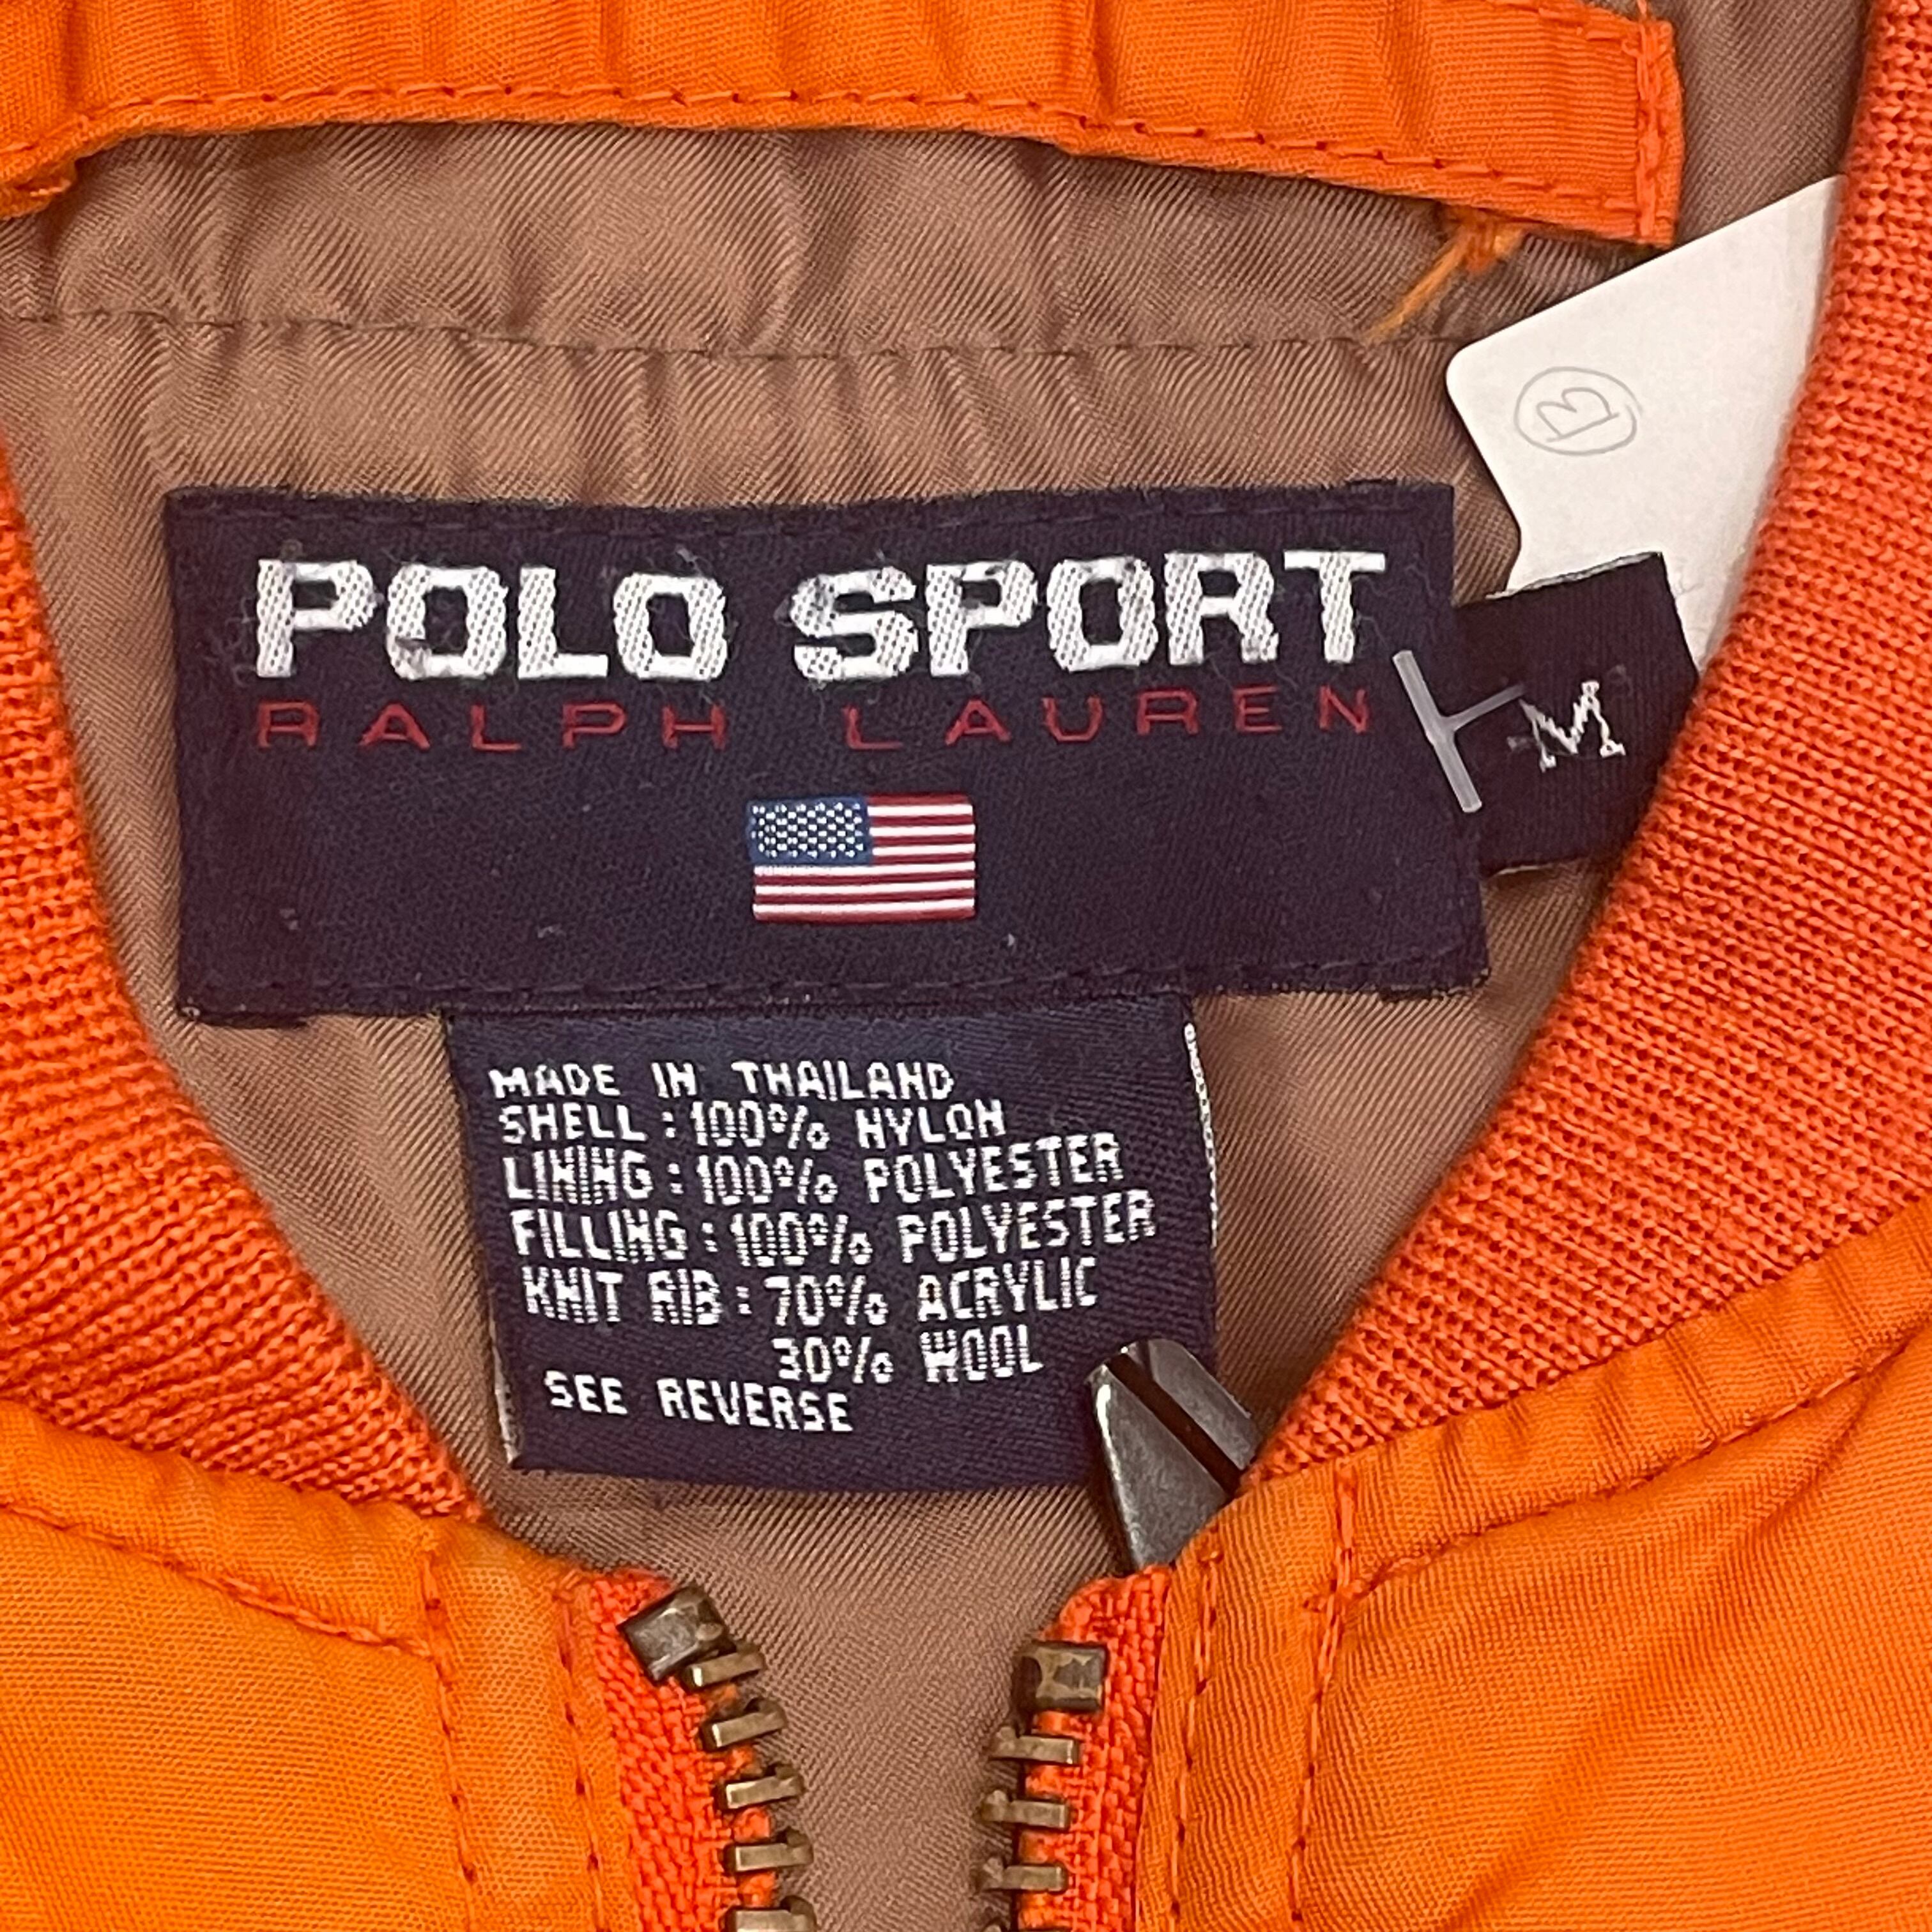 POLO SPORT
RALPH LAUREN
M
MADE IN THAILAND
SHELL : 100% NYLON
LINING : 100% POLYESTER
FILLING : 100% POLYESTER
KNIT RIB : 70% ACRYLIC
30% WOOL
SEE REVERSE